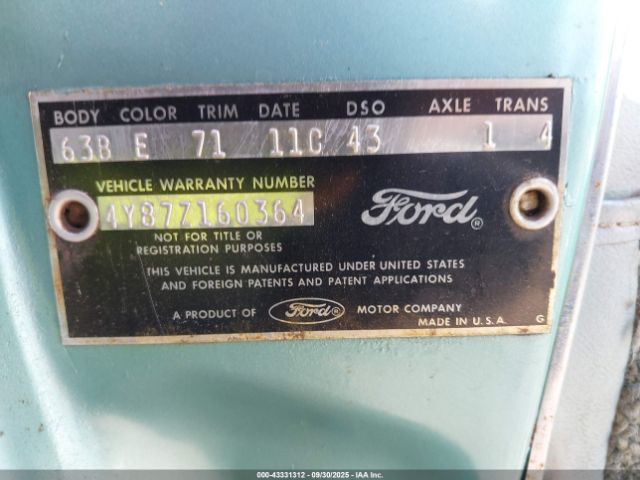 BODY COLOR TRIM DATE DSO AXLE TRANS
63B E 71 11C 43 1 4
VEHICLE WARRANTY NUMBER
4Y87Z160364
Ford®
NOT FOR TITLE OR
REGISTRATION PURPOSES
THIS VEHICLE IS MANUFACTURED UNDER UNITED STATES
AND FOREIGN PATENTS AND PATENT APPLICATIONS
A PRODUCT OF Ford® MOTOR COMPANY
MADE IN U.S.A. G
000-43331312 - 09/30/2025 - IAAI.com